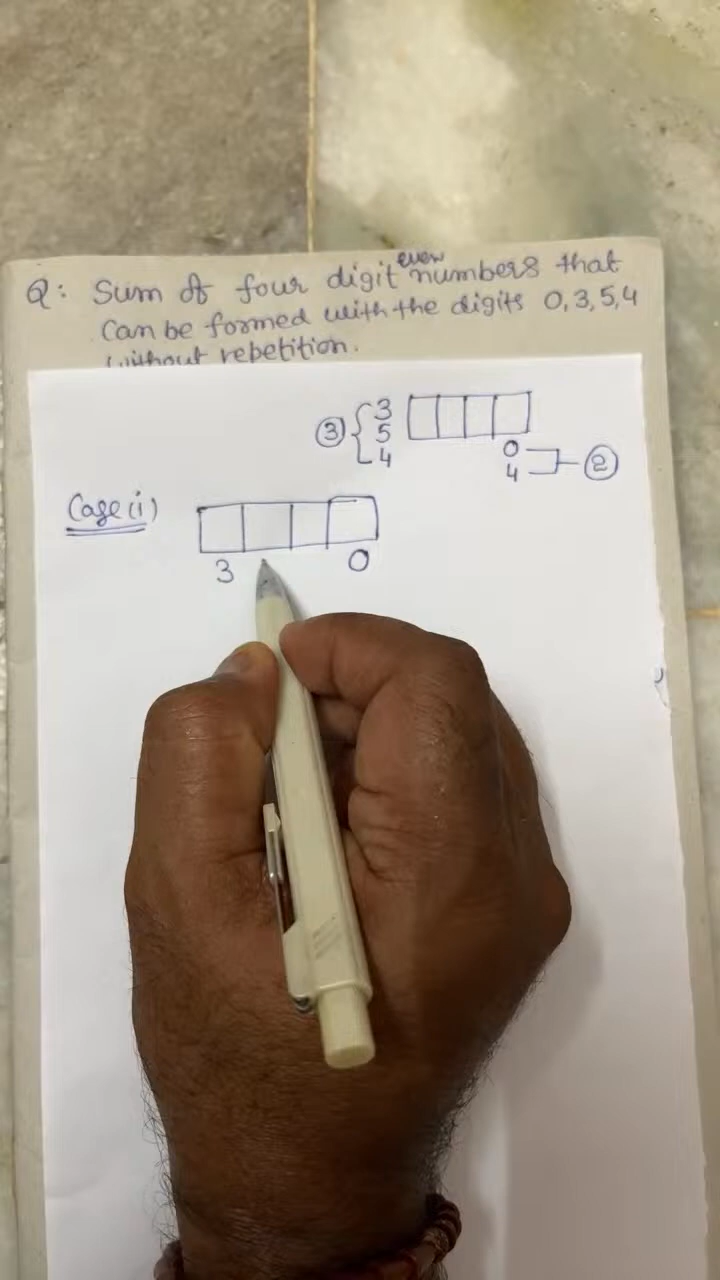 Q: Sum of four digit even numbers that
can be formed with the digits 0,3,5,4
without repetition.
③ { 3
5
4
0
4 ②
Case (i)
3 0